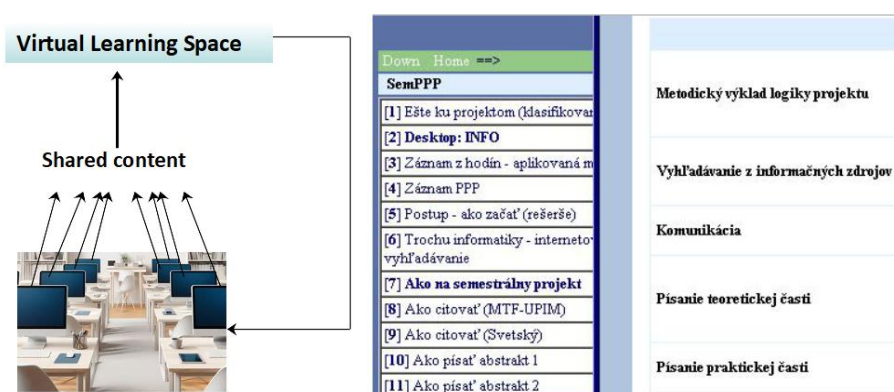 Virtual Learning Space
Shared content
Down Home ==>
SemPPP
[1] Ešte ku projektom
[2] Desktop: INFO
[3] Záznam z hodín - aplikovaná
[4] Záznam PPP
[5] Postup - ako začať (rešerše)
[6] Trochu informatiky -
vyhľadávanie
[7] Ako na semestrálny projekt
[8] Ako citovať (MTF-UPIM)
[9] Ako citovať (Svetský)
[10] Ako písať abstrakt 1
[11] Ako písať abstrakt 2
Metodický výklad logiky projektu
Vyhľadávanie z informačných zdrojov
Komunikácia
Písanie teoretickej časti
Písanie praktickej časti